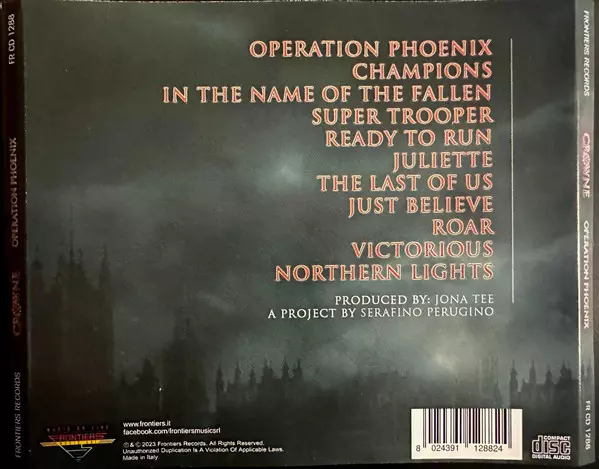 FR CD 1288
OPERATION PHOENIX
CROWNE
FRONTIERS RECORDS
OPERATION PHOENIX
CHAMPIONS
IN THE NAME OF THE FALLEN
SUPER TROOPER
READY TO RUN
JULIETTE
THE LAST OF US
JUST BELIEVE
ROAR
VICTORIOUS
NORTHERN LIGHTS
PRODUCED BY: JONA TEE
A PROJECT BY SERAFINO PERUGINO
FRONTIERS
www.frontiers.it
facebook.com/frontiersmusicsrl
℗ & © 2023 Frontiers Records. All Rights Reserved.
Unauthorized Duplication Is A Violation Of Applicable Laws.
Made in Italy
8 024391 128824
COMPACT
disc
DIGITAL AUDIO
FRONTIERS RECORDS
CROWNE
OPERATION PHOENIX
FR CD 1288